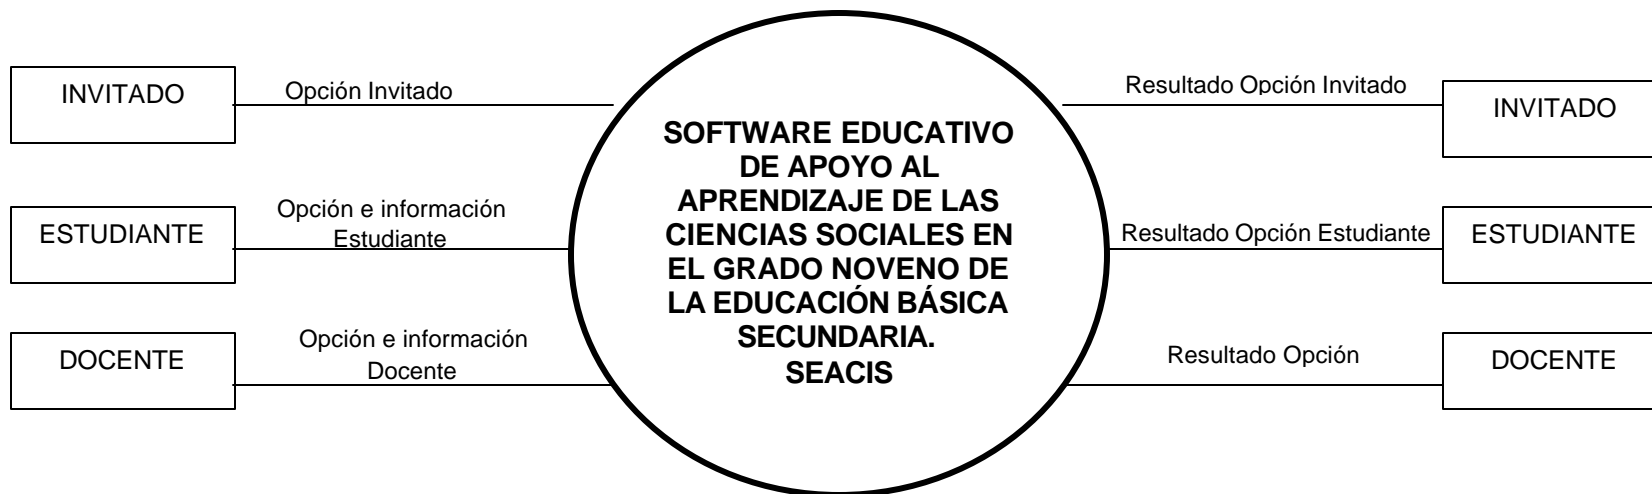 INVITADO
Opción Invitado
ESTUDIANTE
Opción e información
Estudiante
DOCENTE
Opción e información
Docente
SOFTWARE EDUCATIVO
DE APOYO AL
APRENDIZAJE DE LAS
CIENCIAS SOCIALES EN
EL GRADO NOVENO DE
LA EDUCACIÓN BÁSICA
SECUNDARIA.
SEACIS
Resultado Opción Invitado
INVITADO
Resultado Opción Estudiante
ESTUDIANTE
Resultado Opción
DOCENTE